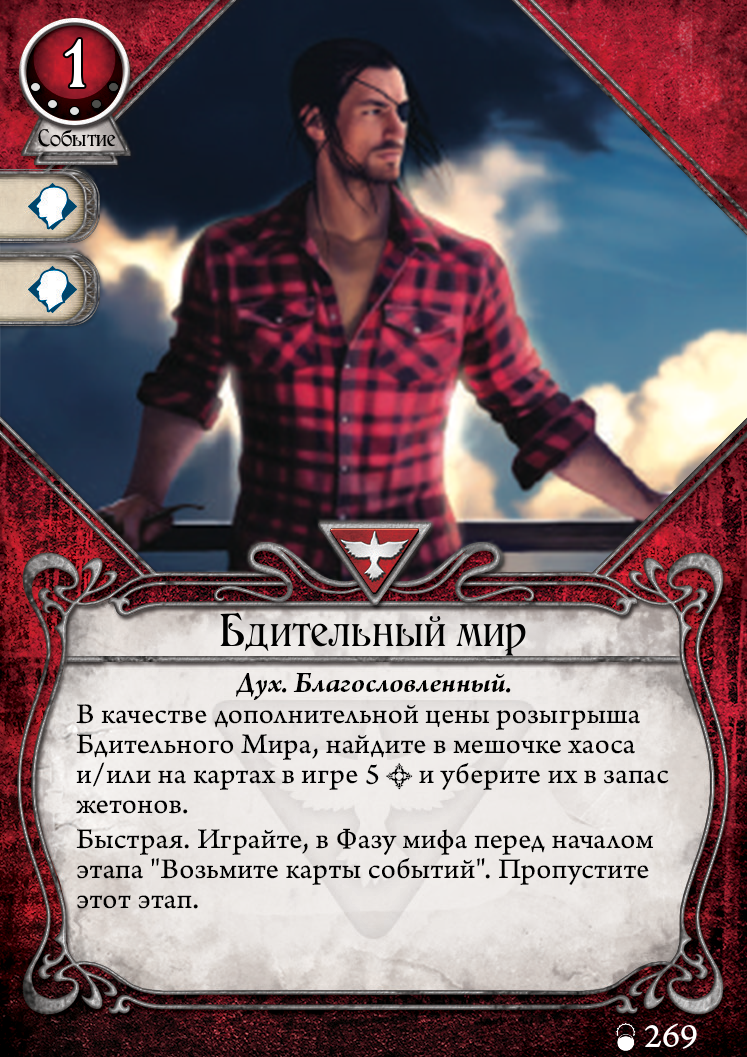 1
Событие
Бдительный мир
Дух. Благословленный.
В качестве дополнительной цены розыгрыша
Бдительного Мира, найдите в мешочке хаоса
и/или на картах в игре 5 и уберите их в запас
жетонов.
Быстрая. Играйте, в Фазу мифа перед началом
этапа "Возьмите карты событий". Пропустите
этот этап.
269